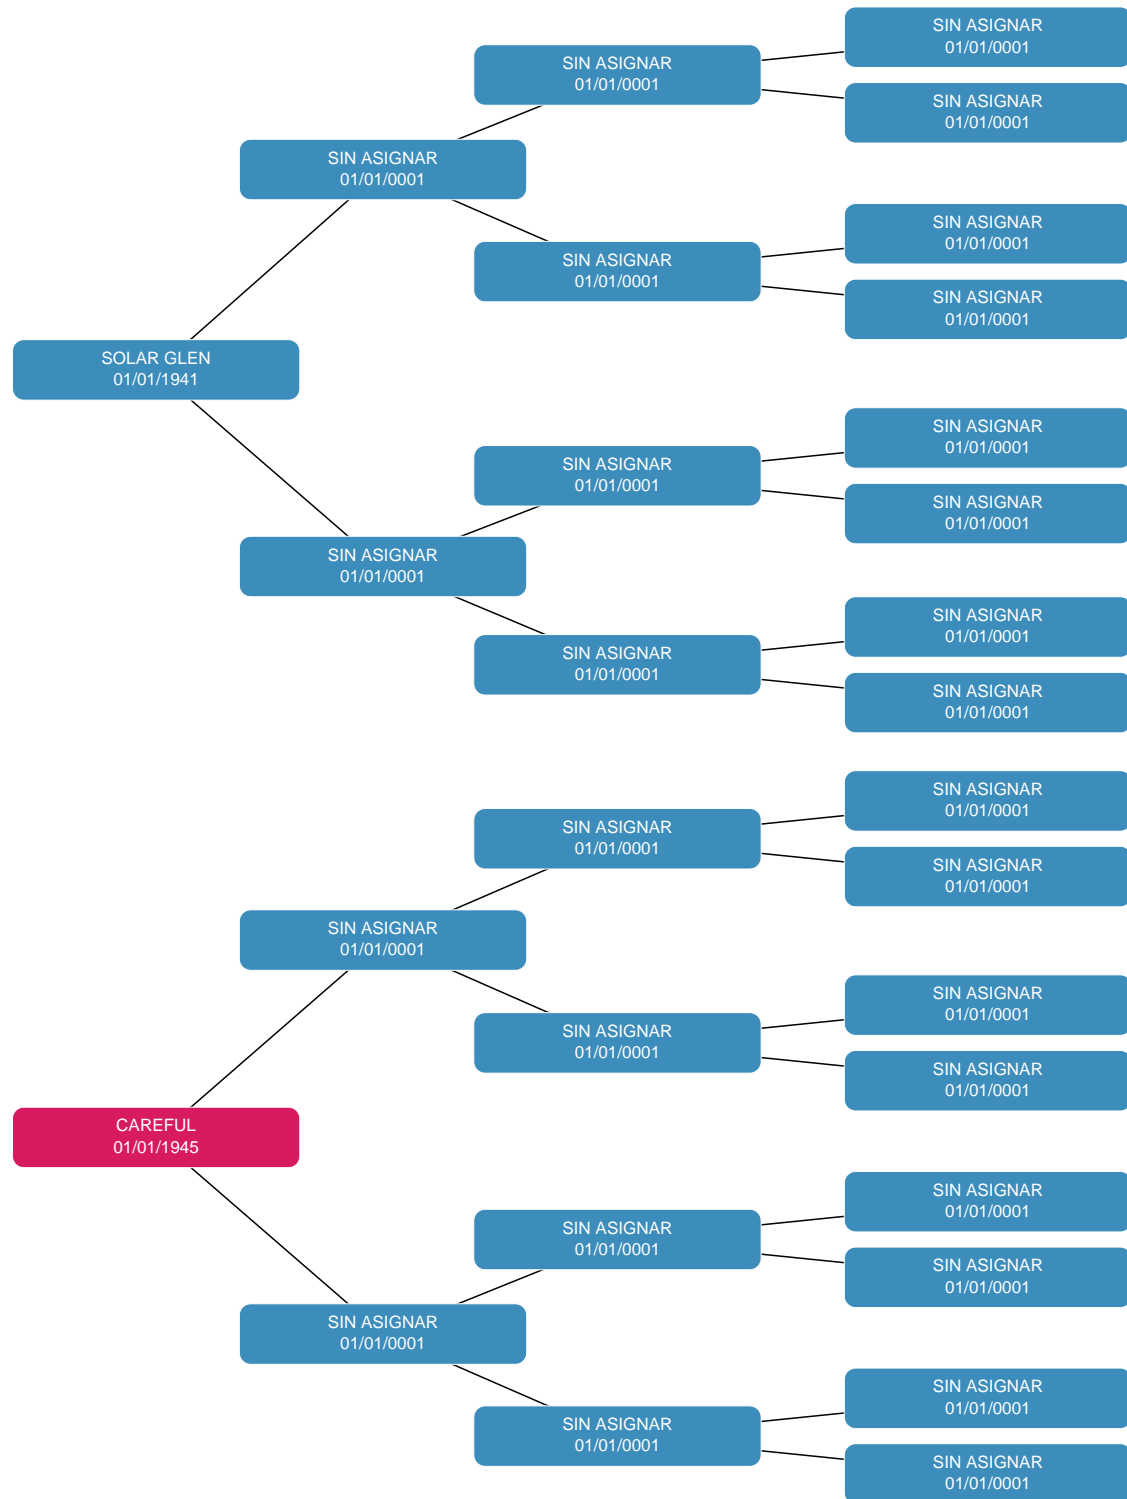 SIN ASIGNAR
01/01/0001
SIN ASIGNAR
01/01/0001
SIN ASIGNAR
01/01/0001
SIN ASIGNAR
01/01/0001
SIN ASIGNAR
01/01/0001
SIN ASIGNAR
01/01/0001
SIN ASIGNAR
01/01/0001
SOLAR GLEN
01/01/1941
SIN ASIGNAR
01/01/0001
SIN ASIGNAR
01/01/0001
SIN ASIGNAR
01/01/0001
SIN ASIGNAR
01/01/0001
SIN ASIGNAR
01/01/0001
SIN ASIGNAR
01/01/0001
SIN ASIGNAR
01/01/0001
SIN ASIGNAR
01/01/0001
SIN ASIGNAR
01/01/0001
SIN ASIGNAR
01/01/0001
SIN ASIGNAR
01/01/0001
SIN ASIGNAR
01/01/0001
SIN ASIGNAR
01/01/0001
SIN ASIGNAR
01/01/0001
CAREFUL
01/01/1945
SIN ASIGNAR
01/01/0001
SIN ASIGNAR
01/01/0001
SIN ASIGNAR
01/01/0001
SIN ASIGNAR
01/01/0001
SIN ASIGNAR
01/01/0001
SIN ASIGNAR
01/01/0001
SIN ASIGNAR
01/01/0001